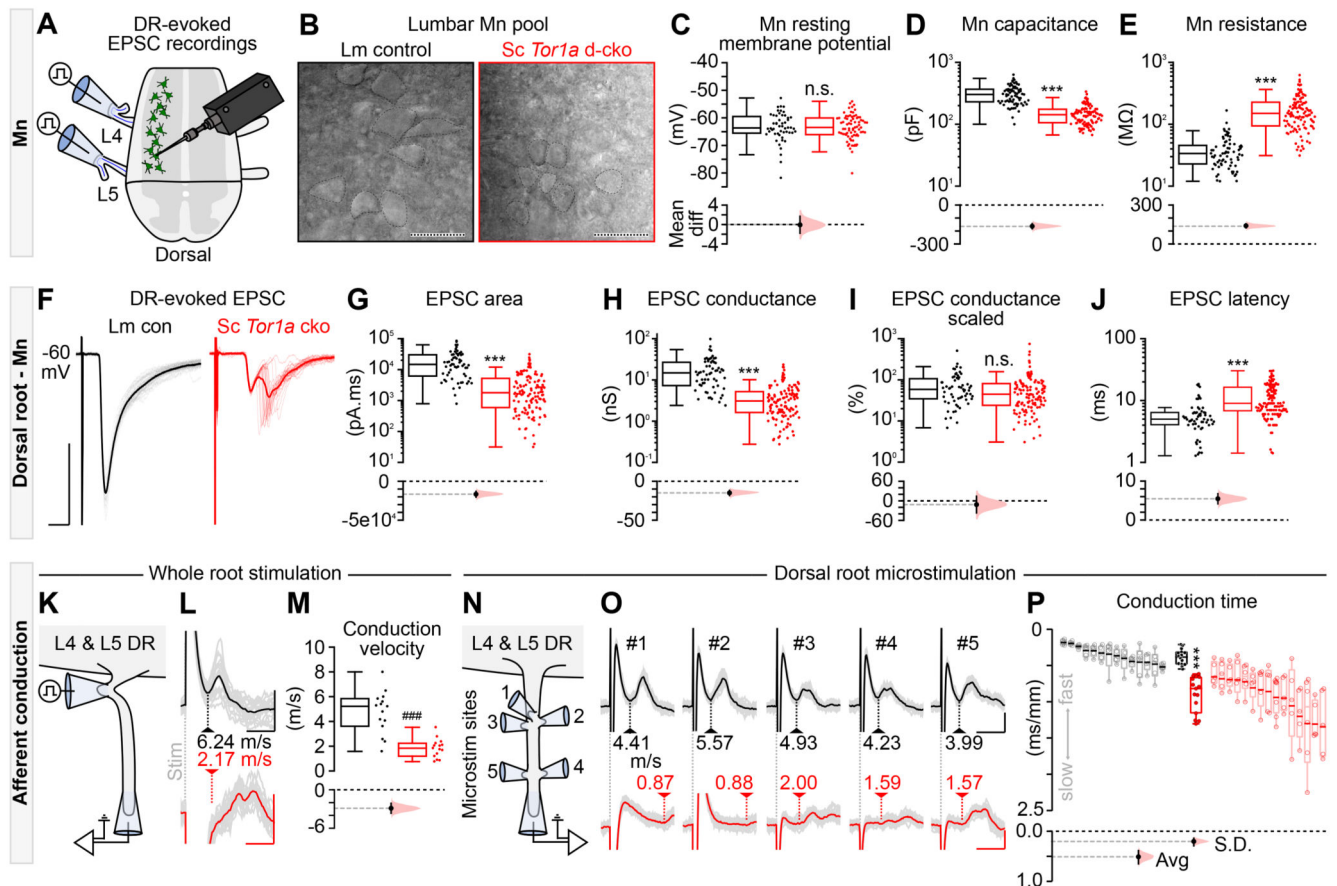 Mn
A
DR-evoked
EPSC recordings
L4
L5
Dorsal
B
Lumbar Mn pool
Lm control
Sc Tor1a d-cko
C
Mn resting
membrane potential
-40
-50
-60
-70
-80
(mV)
n.s.
4
0
-4
Mean
diff
D
Mn capacitance
10³
10²
10¹
(pF)
***
0
-300
E
Mn resistance
10³
10²
10¹
(MΩ)
***
300
0
Dorsal root - Mn
F
DR-evoked EPSC
Lm con
Sc Tor1a cko
-60
mV
G
EPSC area
10⁵
10⁴
10³
10²
10¹
(pA.ms)
***
0
-5e10⁴
H
EPSC conductance
10²
10¹
10⁰
10⁻¹
(nS)
***
0
-50
I
EPSC conductance
scaled
10³
10²
10¹
10⁰
(%)
n.s.
60
0
-60
J
EPSC latency
100
10
1
(ms)
***
10
0
Afferent conduction
Whole root stimulation
K
L4 & L5 DR
L
Stim
6.24 m/s
2.17 m/s
M
Conduction
velocity
10
8
6
4
2
0
(m/s)
###
0
-6
Dorsal root microstimulation
N
L4 & L5 DR
Microstim sites
1
2
3
4
5
O
#1
#2
#3
#4
#5
4.41
m/s
5.57
4.93
4.23
3.99
0.87
0.88
2.00
1.59
1.57
P
Conduction time
0
2.5
(ms/mm)
slow
fast
***
0.0
1.0
S.D.
Avg